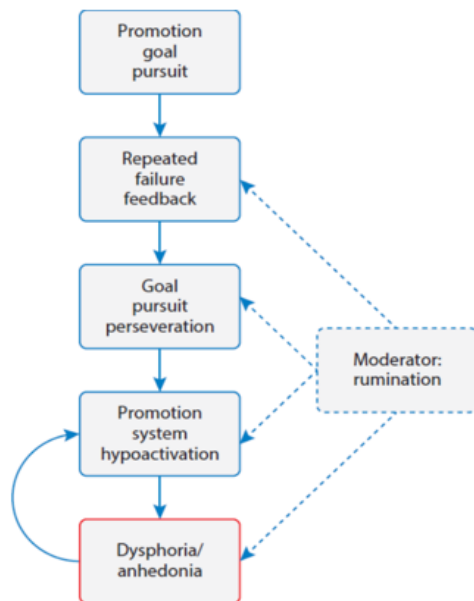 Promotion
goal
pursuit
Repeated
failure
feedback
Goal
pursuit
perseveration
Moderator:
rumination
Promotion
system
hypoactivation
Dysphoria/
anhedonia